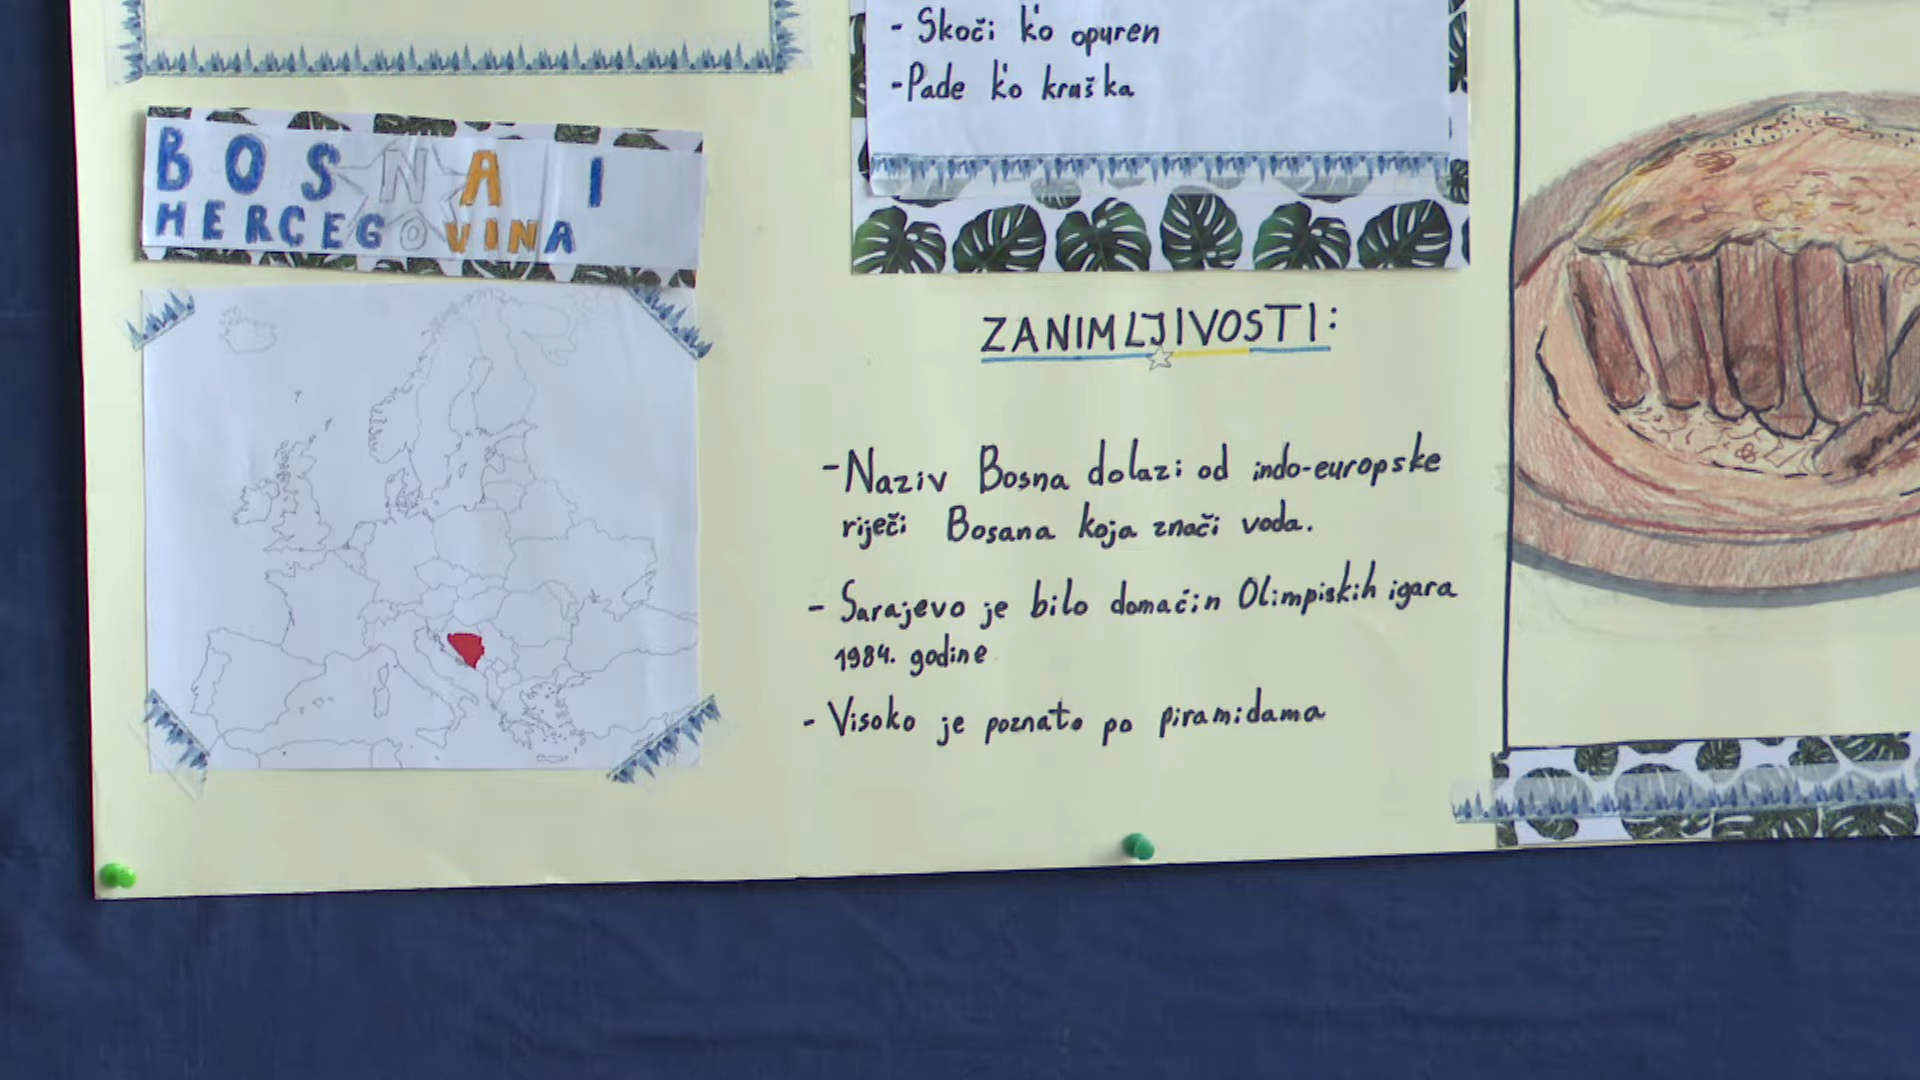 BOSNA I
HERCEGOVINA
- Skoči k'o opuren
- Pade k'o kruška
ZANIMLJIVOSTI:
- Naziv Bosna dolazi od indo-europske
riječi Bosana koja znači voda.
- Sarajevo je bilo domaćin Olimpiskih igara
1984. godine
- Visoko je poznato po piramidama